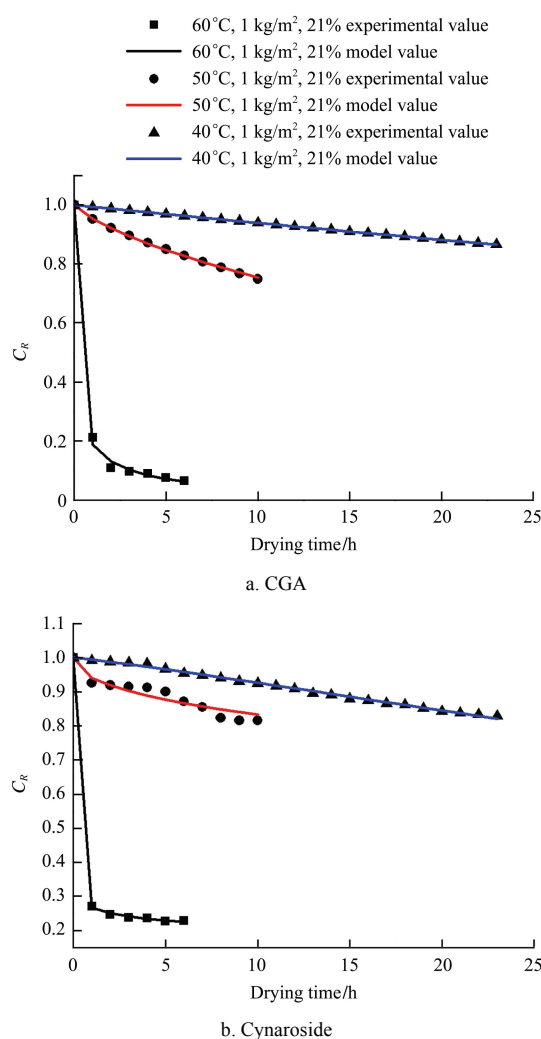 60°C, 1 kg/m², 21% experimental value
60°C, 1 kg/m², 21% model value
50°C, 1 kg/m², 21% experimental value
50°C, 1 kg/m², 21% model value
40°C, 1 kg/m², 21% experimental value
40°C, 1 kg/m², 21% model value
1.0
0.8
0.6
0.4
0.2
0
C_R
0 5 10 15 20 25
Drying time/h
a. CGA
1.1
1.0
0.9
0.8
0.7
0.6
0.5
0.4
0.3
0.2
C_R
0 5 10 15 20 25
Drying time/h
b. Cynaroside